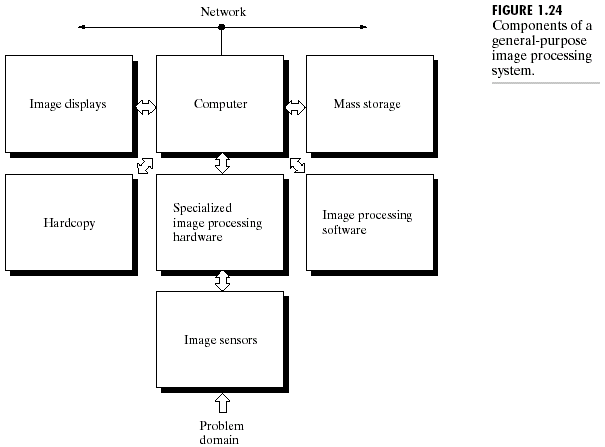 Network
FIGURE 1.24
Components of a
general-purpose
image processing
system.
Image displays
Computer
Mass storage
Hardcopy
Specialized
image processing
hardware
Image processing
software
Image sensors
Problem
domain